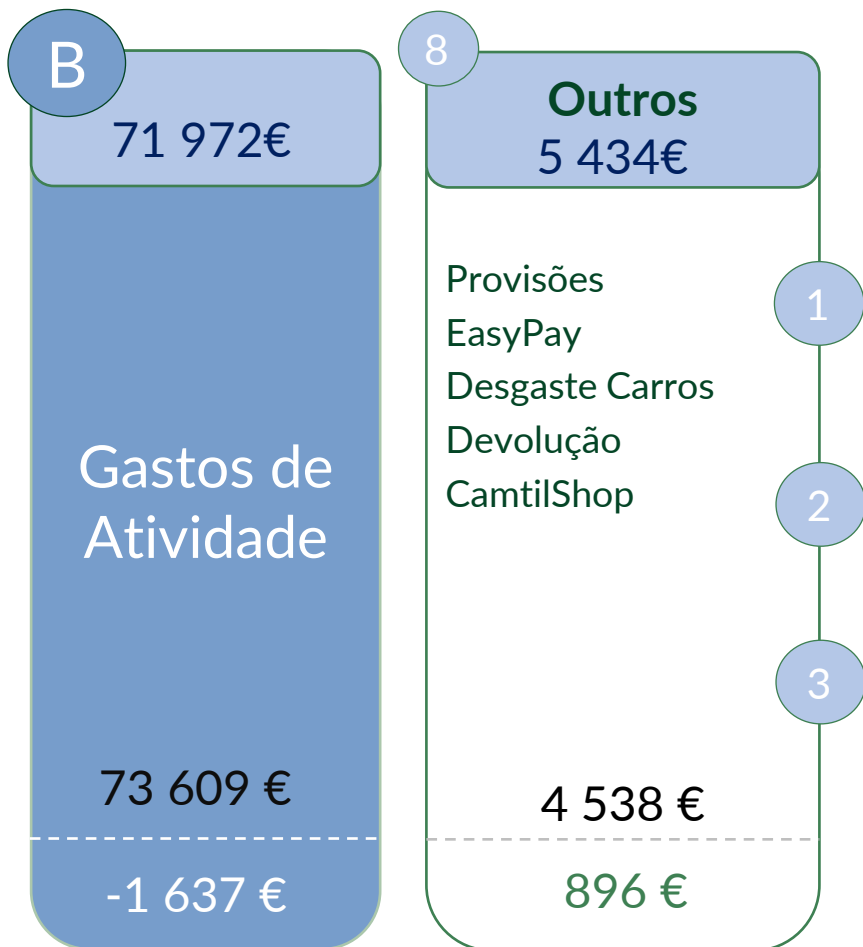 B
71 972€
Gastos de
Atividade
73 609 €
-1 637 €
8
Outros
5 434€
Provisões
EasyPay
Desgaste Carros
Devolução
CamtilShop
1
2
3
4 538 €
896 €